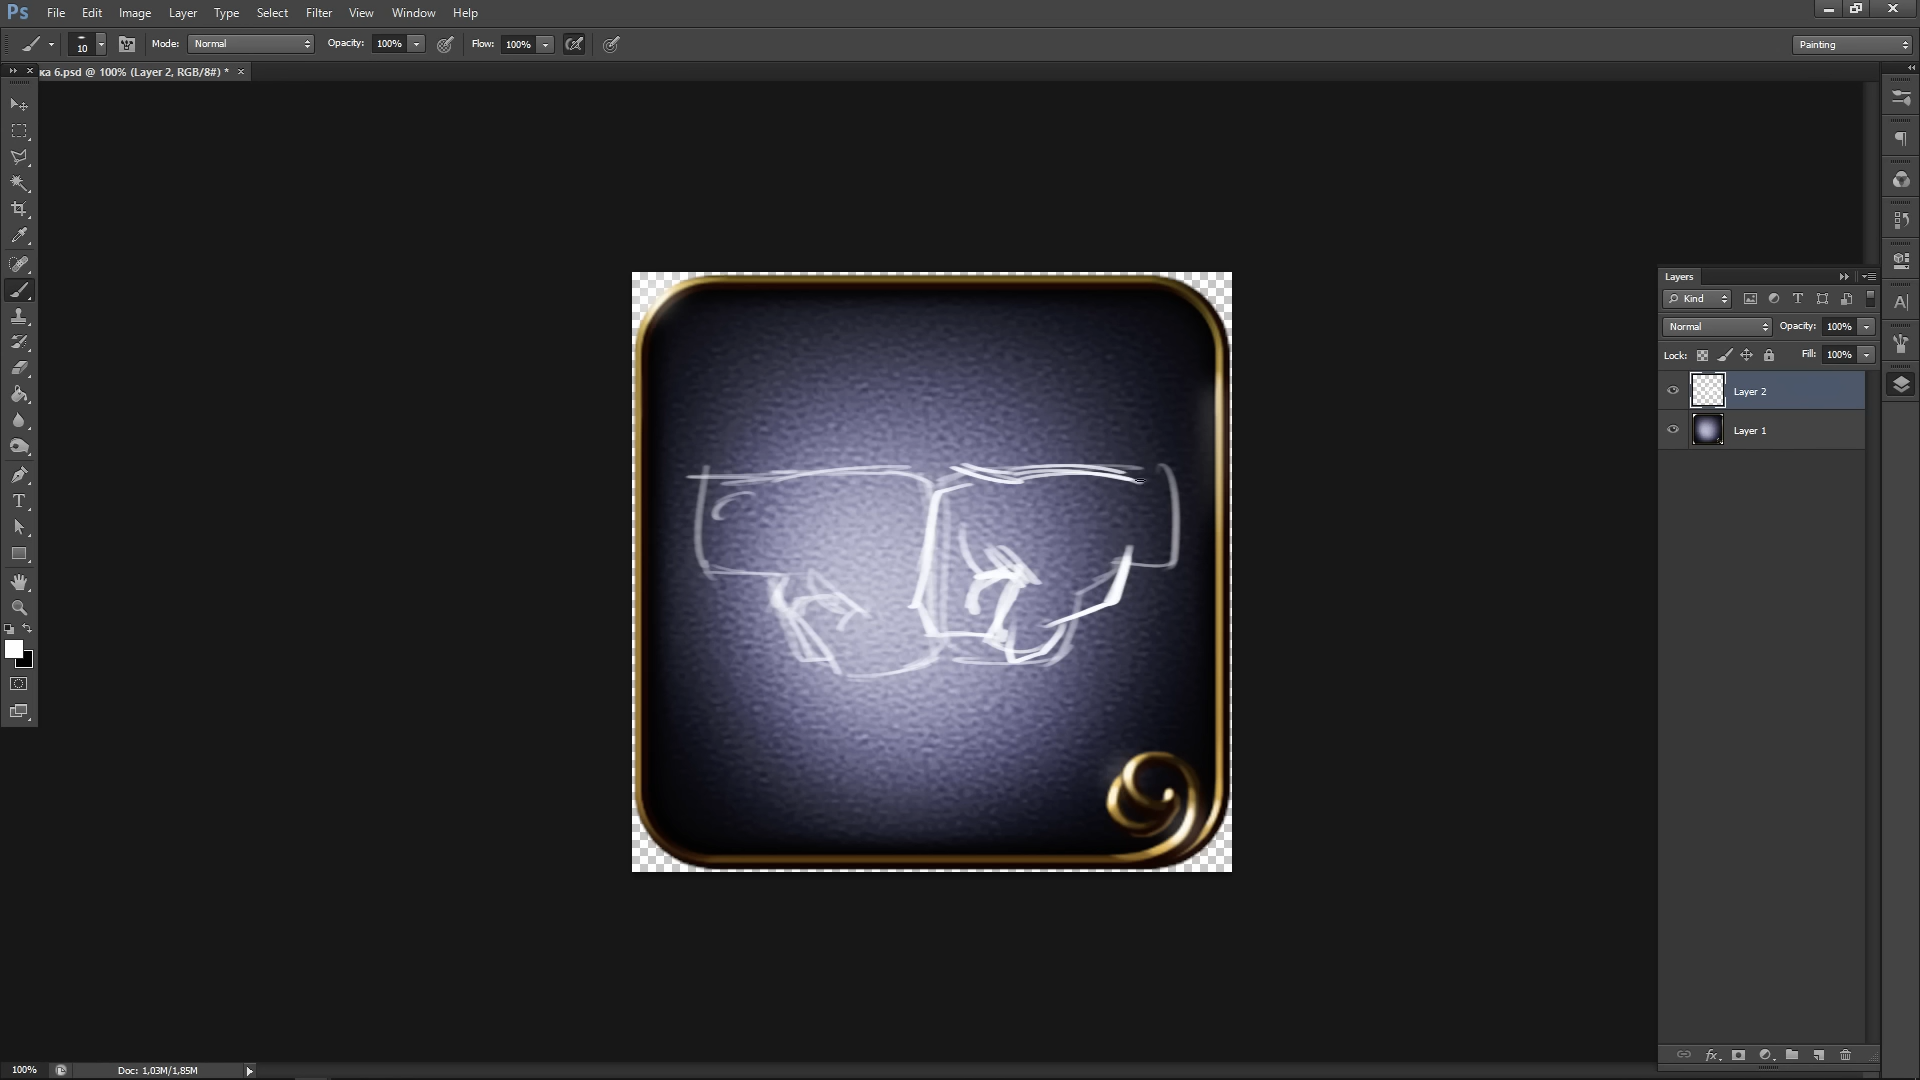 Ps File Edit Image Layer Type Select Filter View Window Help
10 Mode: Normal Opacity: 100% Flow: 100% Painting
ка 6.psd @ 100% (Layer 2, RGB/8#) * ×
Layers
Kind
Normal Opacity: 100%
Lock: Fill: 100%
Layer 2
Layer 1
100% Doc: 1,03M/1,85M